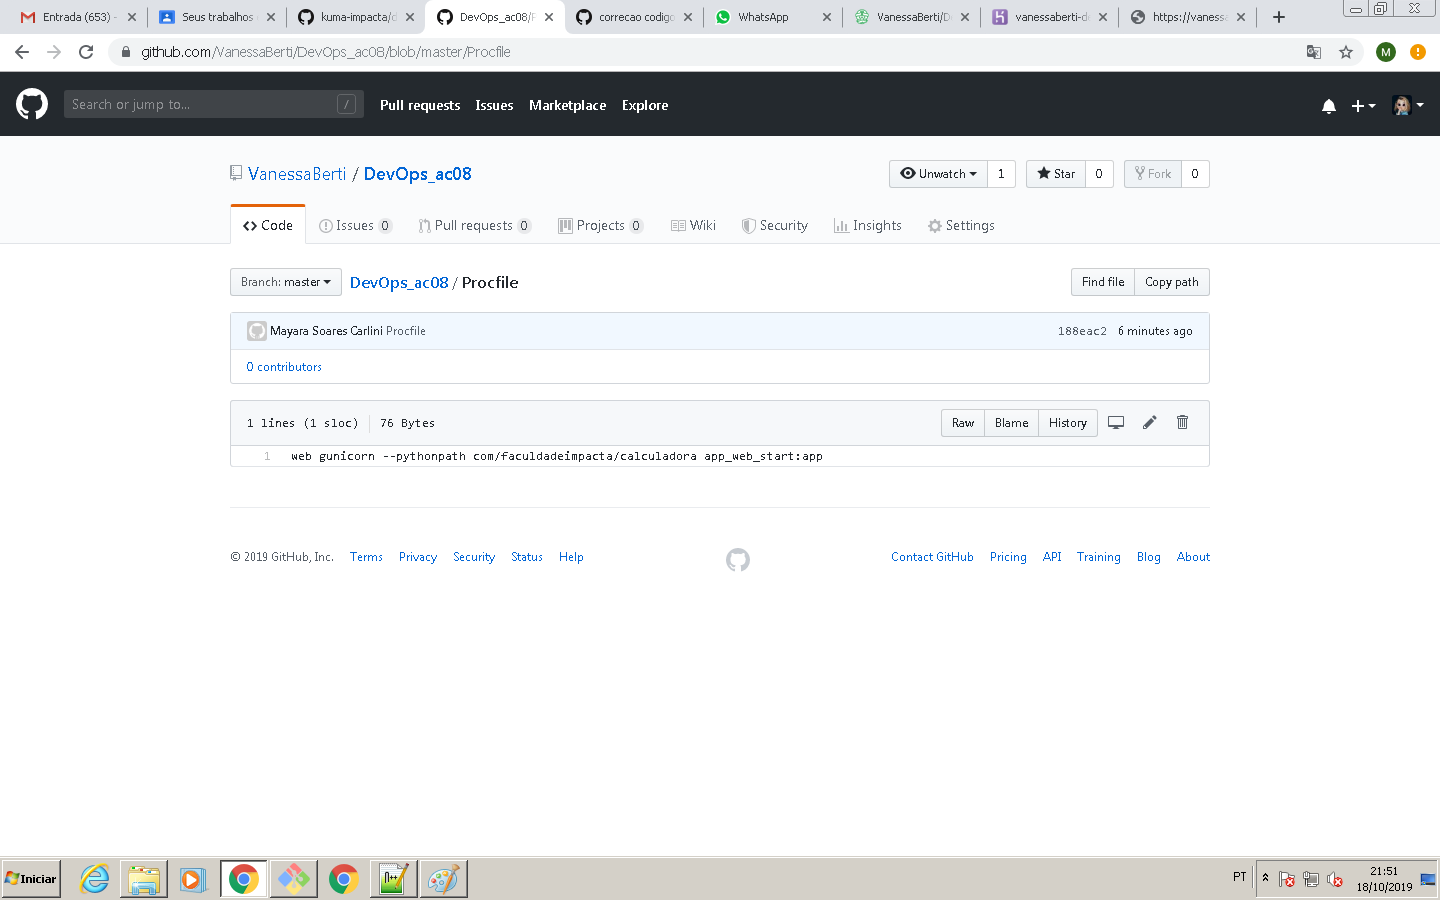 Entrada (653) -
Seus trabalhos
kuma-impacta/d
DevOps_ac08/P
correcao codigo
WhatsApp
VanessaBerti/D
vanessaberti-d
https://vaness
github.com/VanessaBerti/DevOps_ac08/blob/master/Procfile
M
Search or jump to...
/
Pull requests
Issues
Marketplace
Explore
VanessaBerti / DevOps_ac08
Unwatch
1
Star
0
Fork
0
Code
Issues 0
Pull requests 0
Projects 0
Wiki
Security
Insights
Settings
Branch: master
DevOps_ac08 / Procfile
Find file
Copy path
Mayara Soares Carlini Procfile
188eac2
6 minutes ago
0 contributors
1 lines (1 sloc)
76 Bytes
Raw
Blame
History
1
web gunicorn --pythonpath com/faculdadeimpacta/calculadora app_web_start:app
© 2019 GitHub, Inc.
Terms
Privacy
Security
Status
Help
Contact GitHub
Pricing
API
Training
Blog
About
Iniciar
PT
21:51
18/10/2019